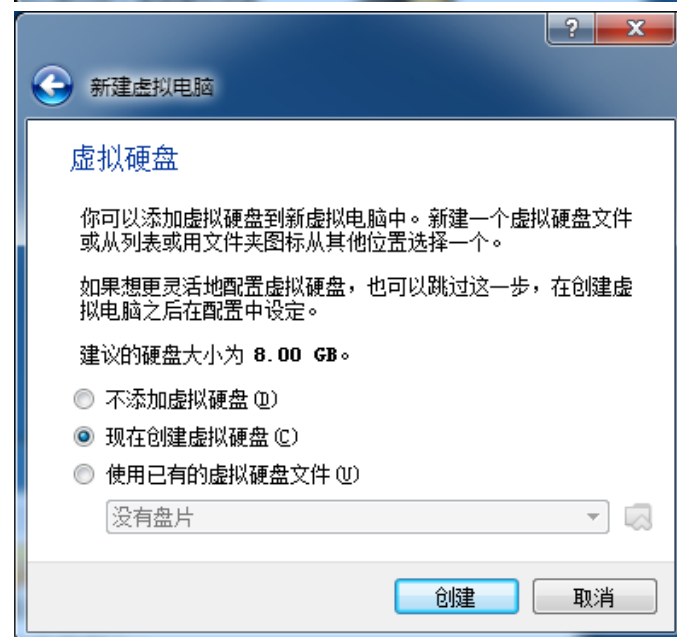 新建虚拟电脑
虚拟硬盘
你可以添加虚拟硬盘到新虚拟电脑中。新建一个虚拟硬盘文件
或从列表或用文件夹图标从其他位置选择一个。
如果想更灵活地配置虚拟硬盘，也可以跳过这一步，在创建虚
拟电脑之后在配置中设定。
建议的硬盘大小为 8.00 GB。
不添加虚拟硬盘(D)
现在创建虚拟硬盘(C)
使用已有的虚拟硬盘文件(U)
没有盘片
创建 取消